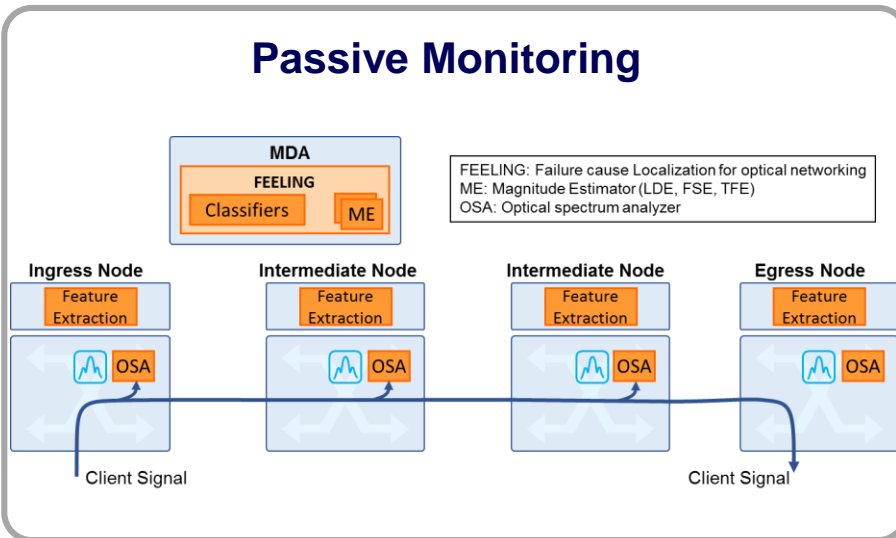 Passive Monitoring
MDA
FEELING
Classifiers
ME
FEELING: Failure cause Localization for optical networking
ME: Magnitude Estimator (LDE, FSE, TFE)
OSA: Optical spectrum analyzer
Ingress Node
Intermediate Node
Intermediate Node
Egress Node
Feature
Extraction
Feature
Extraction
Feature
Extraction
Feature
Extraction
OSA
OSA
OSA
OSA
Client Signal
Client Signal